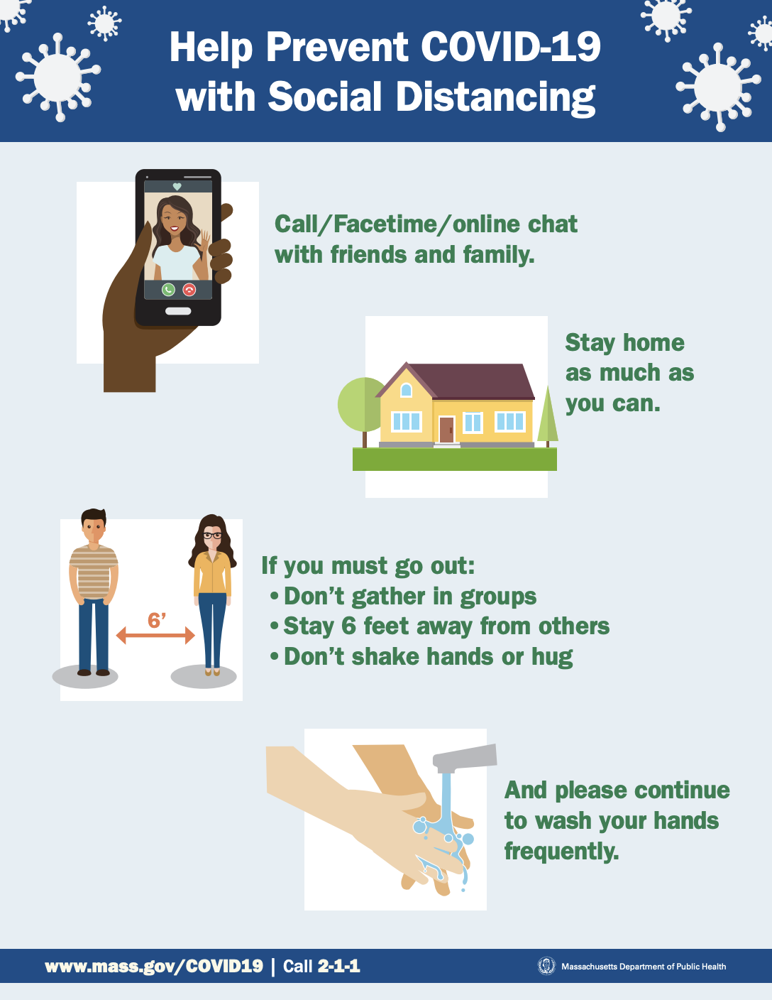 Help Prevent COVID-19
with Social Distancing
Call/Facetime/online chat
with friends and family.
Stay home
as much as
you can.
6’
If you must go out:
• Don’t gather in groups
• Stay 6 feet away from others
• Don’t shake hands or hug
And please continue
to wash your hands
frequently.
www.mass.gov/COVID19 | Call 2-1-1
Massachusetts Department of Public Health